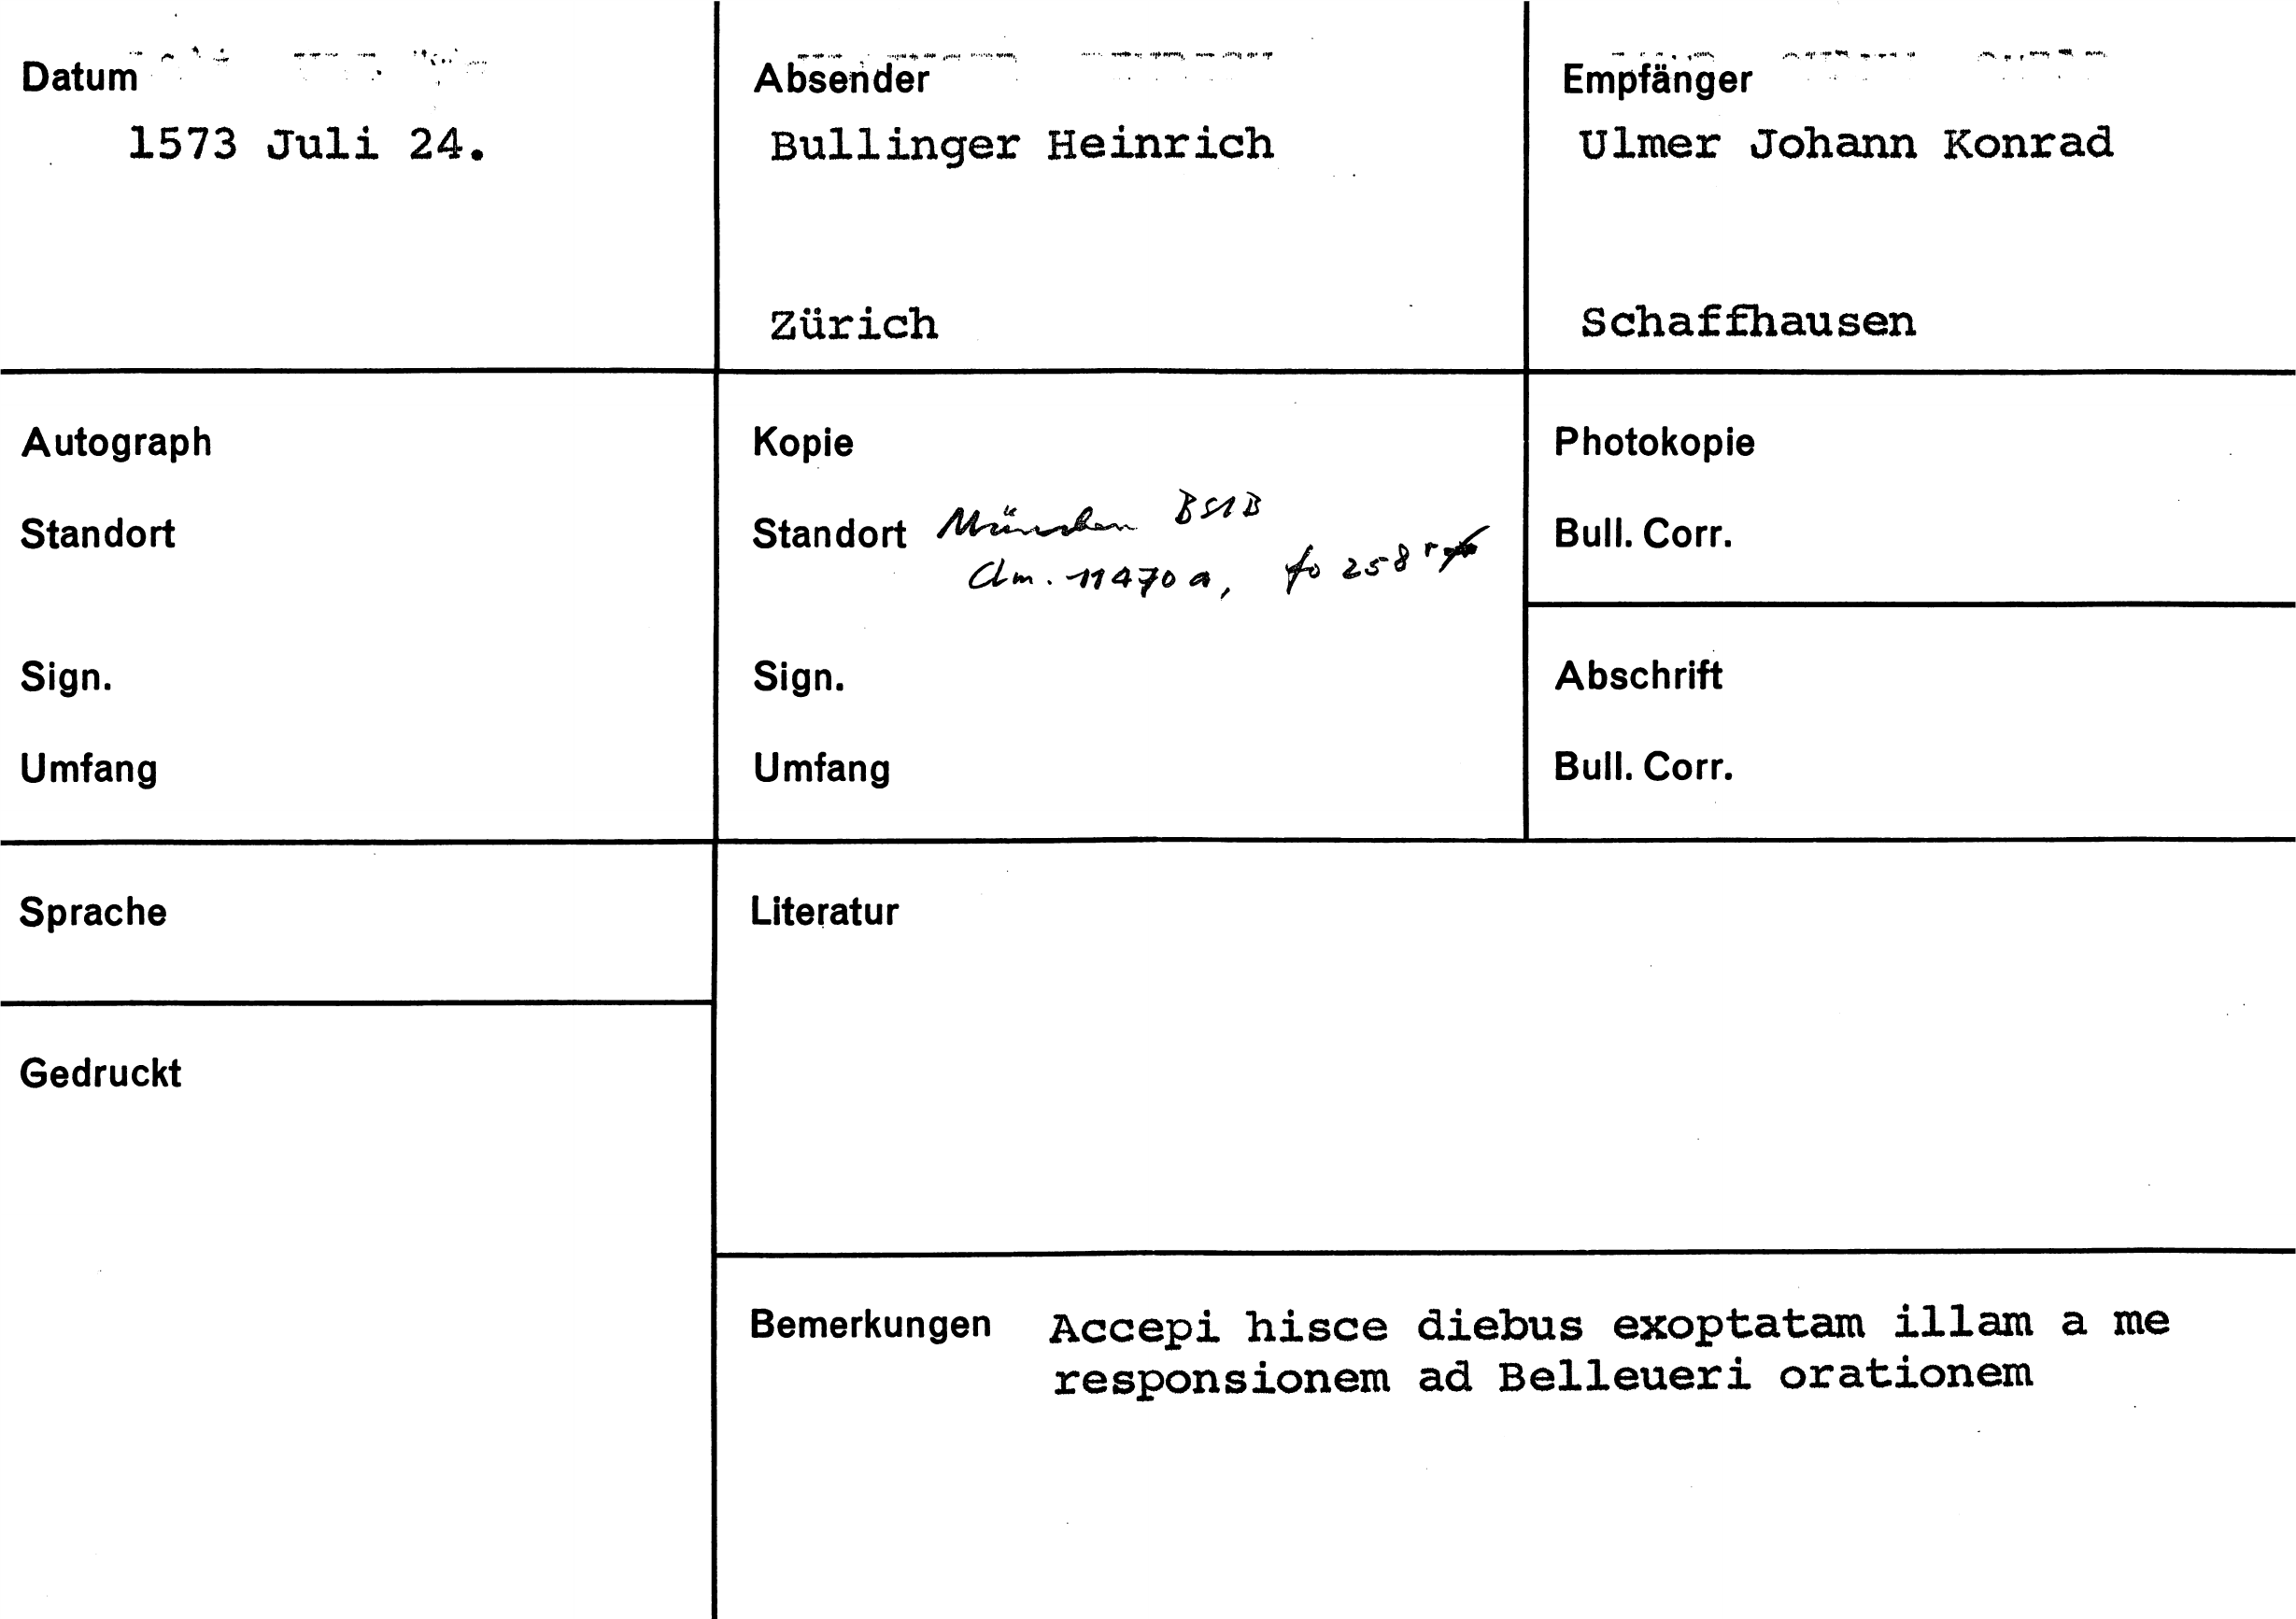 Datum
1573 Juli 24.
Absender
Bullinger Heinrich
Zürich
Empfänger
Ulmer Johann Konrad
Schaffhausen
Autograph
Standort
Sign.
Umfang
Kopie
Standort München BSB
Clm. 11470 a, fo 258 r
Sign.
Umfang
Photokopie
Bull. Corr.
Abschrift
Bull. Corr.
Sprache
Gedruckt
Literatur
Bemerkungen Accepi hisce diebus exoptatam illam a me
responsionem ad Belleueri orationem